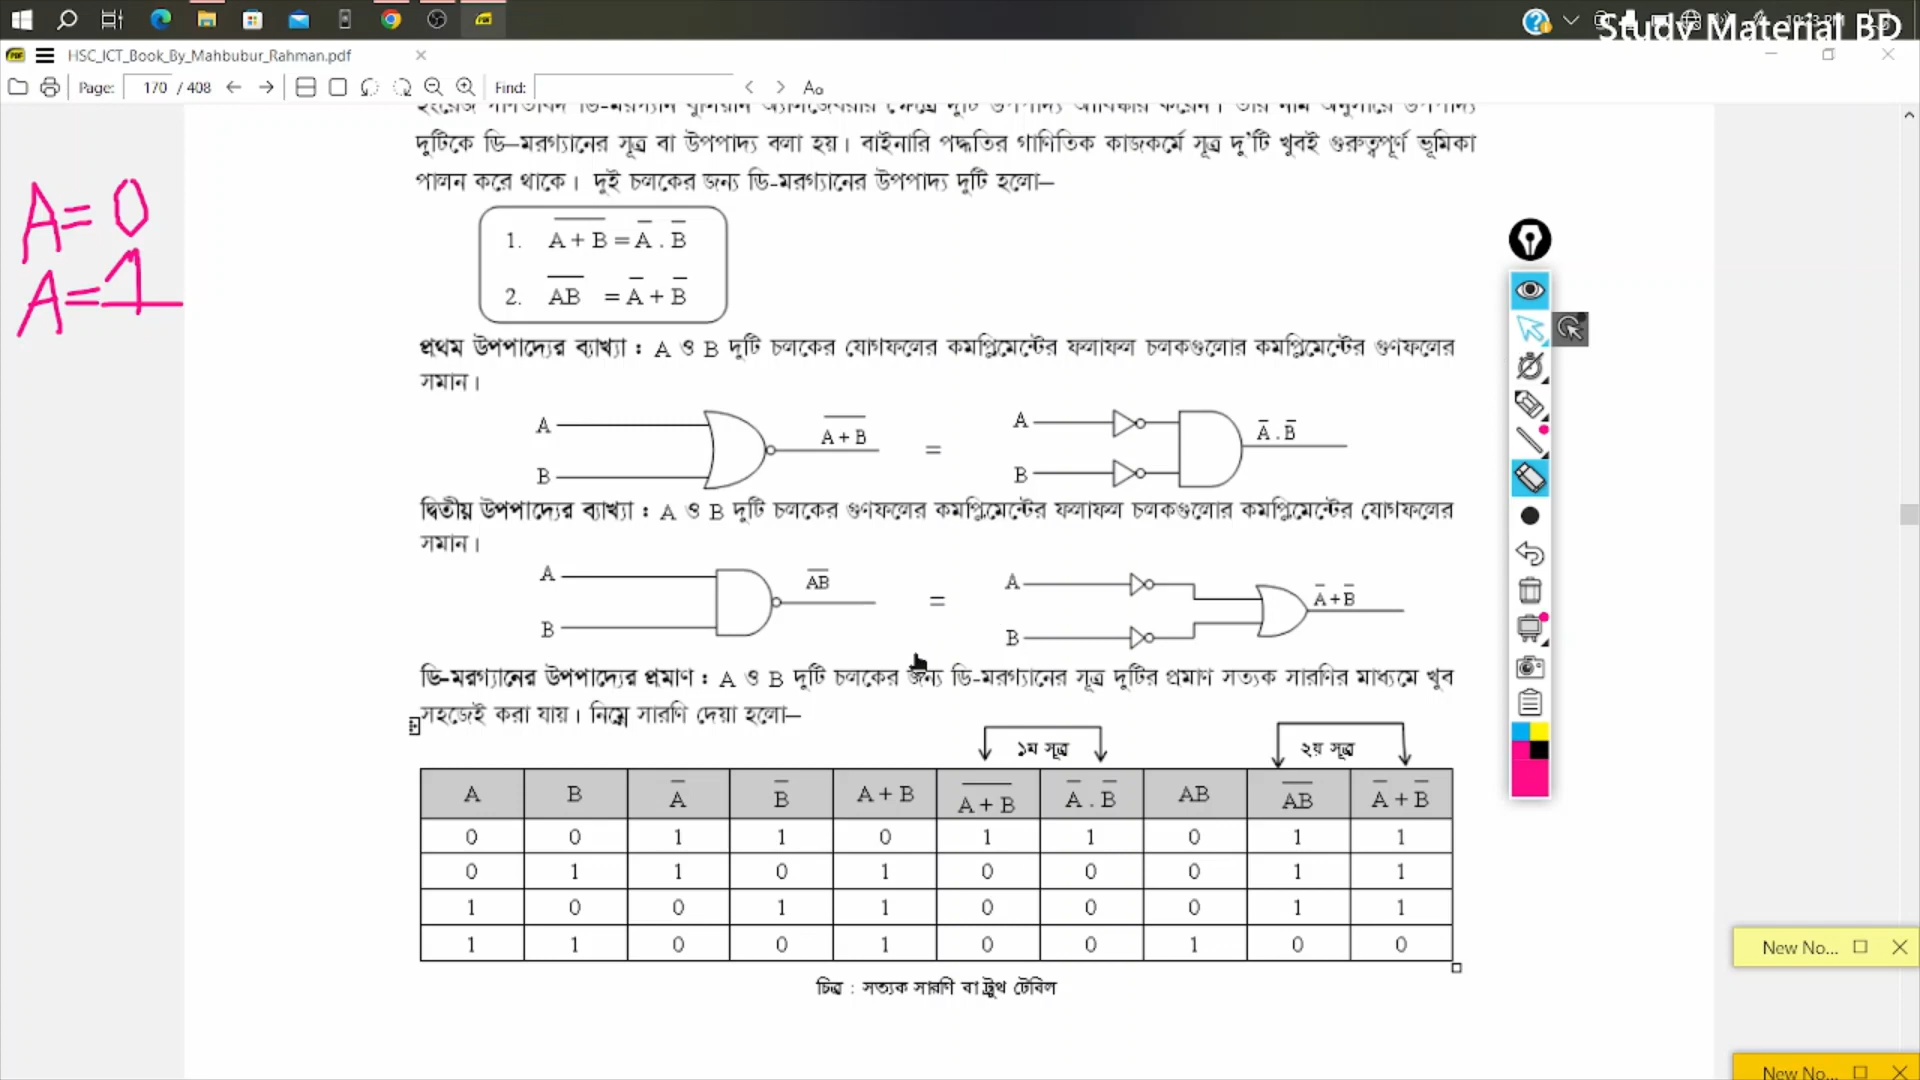 Study Material BD
HSC_ICT_Book_By_Mahbubur_Rahman.pdf
Page: 170 / 408 Find:
দুটিকে ডি–মরগ্যানের সূত্র বা উপপাদ্য বলা হয়। বাইনারি পদ্ধতির গাণিতিক কাজকর্মে সূত্র দু'টি খুবই গুরুত্বপূর্ণ ভূমিকা
পালন করে থাকে। দুই চলকের জন্য ডি-মরগ্যানের উপপাদ্য দুটি হলো–
A=0
A=1
1. A̅ ̅+̅ ̅B̅ = A̅ . B̅
2. A̅B̅ = A̅ + B̅
প্রথম উপপাদ্যের ব্যাখ্যা : A ও B দুটি চলকের যোগফলের কমপ্লিমেন্টের ফলাফল চলকগুলোর কমপ্লিমেন্টের গুণফলের
সমান।
A A̅ ̅+̅ ̅B̅ = A A̅ . B̅
B B
দ্বিতীয় উপপাদ্যের ব্যাখ্যা : A ও B দুটি চলকের গুণফলের কমপ্লিমেন্টের ফলাফল চলকগুলোর কমপ্লিমেন্টের যোগফলের
সমান।
A A̅B̅ = A A̅+B̅
B B
ডি-মরগ্যানের উপপাদ্যের প্রমাণ : A ও B দুটি চলকের জন্য ডি-মরগ্যানের সূত্র দুটির প্রমাণ সত্যক সারণির মাধ্যমে খুব
সহজেই করা যায়। নিম্নে সারণি দেয়া হলো–
১ম সূত্র ২য় সূত্র
A B A̅ B̅ A + B A̅ ̅+̅ ̅B̅ A̅ . B̅ AB A̅B̅ A̅ + B̅
0 0 1 1 0 1 1 0 1 1
0 1 1 0 1 0 0 0 1 1
1 0 0 1 1 0 0 0 1 1
1 1 0 0 1 0 0 1 0 0
চিত্র : সত্যক সারণি বা ট্রুথ টেবিল
New No...
New No...